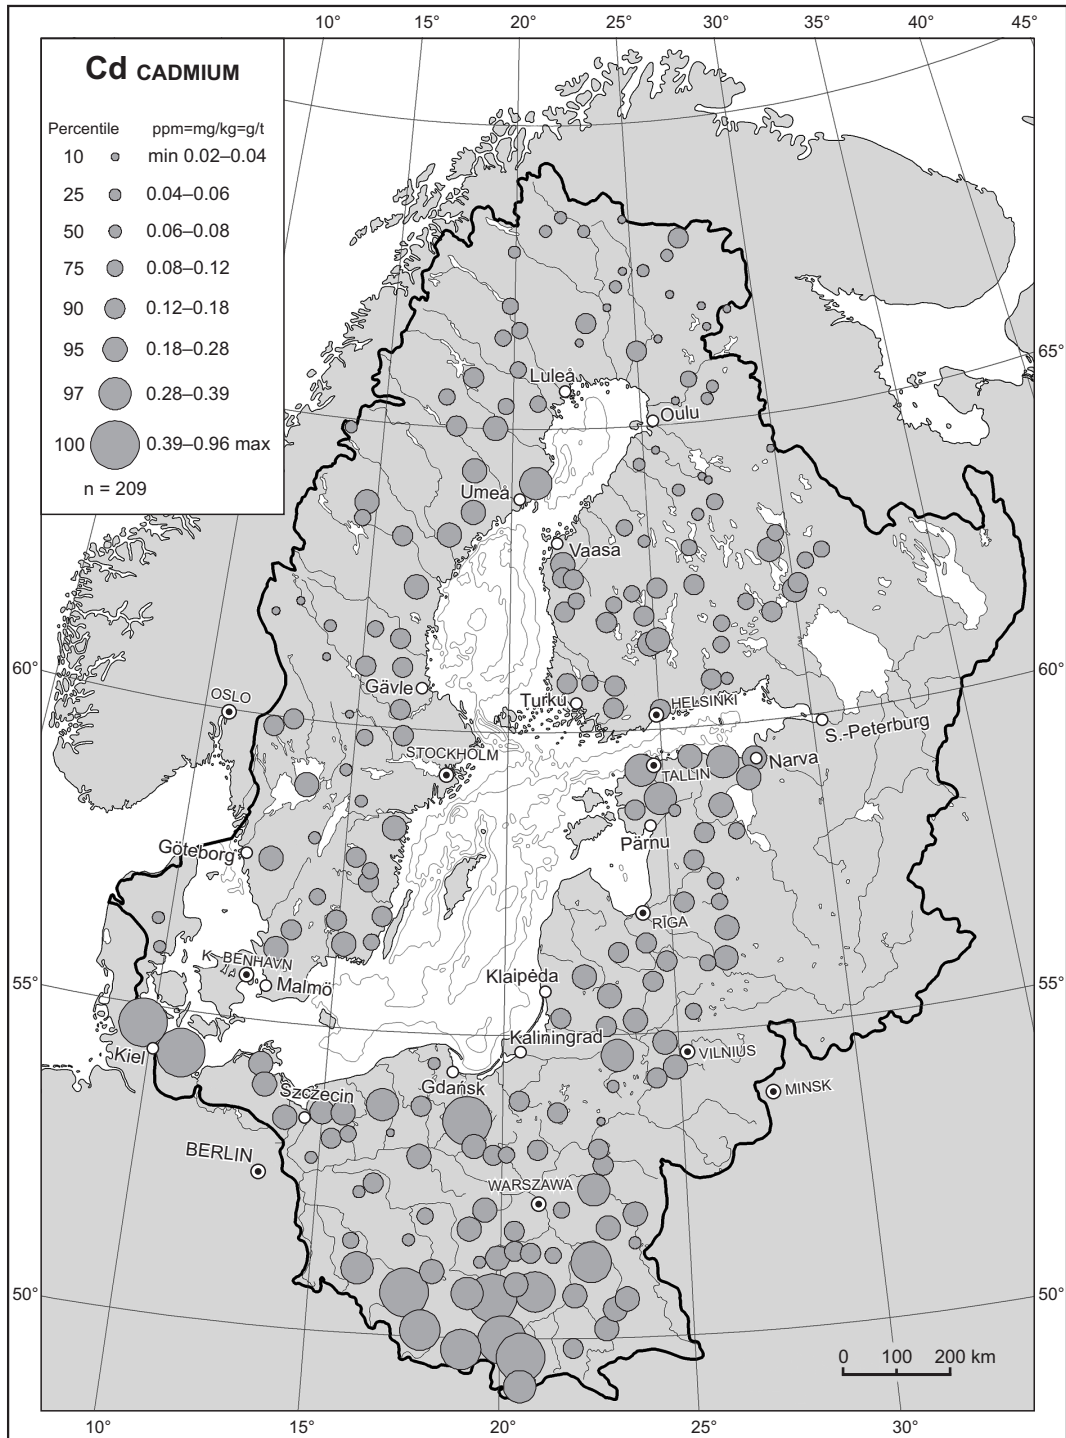 10° 15° 20° 25° 30° 35° 40° 45°
Cd CADMIUM
Percentile ppm=mg/kg=g/t
10 min 0.02–0.04
25 0.04–0.06
50 0.06–0.08
75 0.08–0.12
90 0.12–0.18
95 0.18–0.28
97 0.28–0.39
100 0.39–0.96 max
n = 209
65°
Luleå
Oulu
Umeå
Vaasa
60° 60°
Gävle
Turku
OSLO
HELSINKI
S.-Peterburg
STOCKHOLM
Narva
TALLIN
Pärnu
Göteborg
RĪGA
K BENHAVN
Malmö
Klaipėda
55° 55°
Kaliningrad
Kiel
VILNIUS
Gdańsk
MINSK
Szczecin
BERLIN
WARSZAWA
50° 50°
0 100 200 km
10° 15° 20° 25° 30°